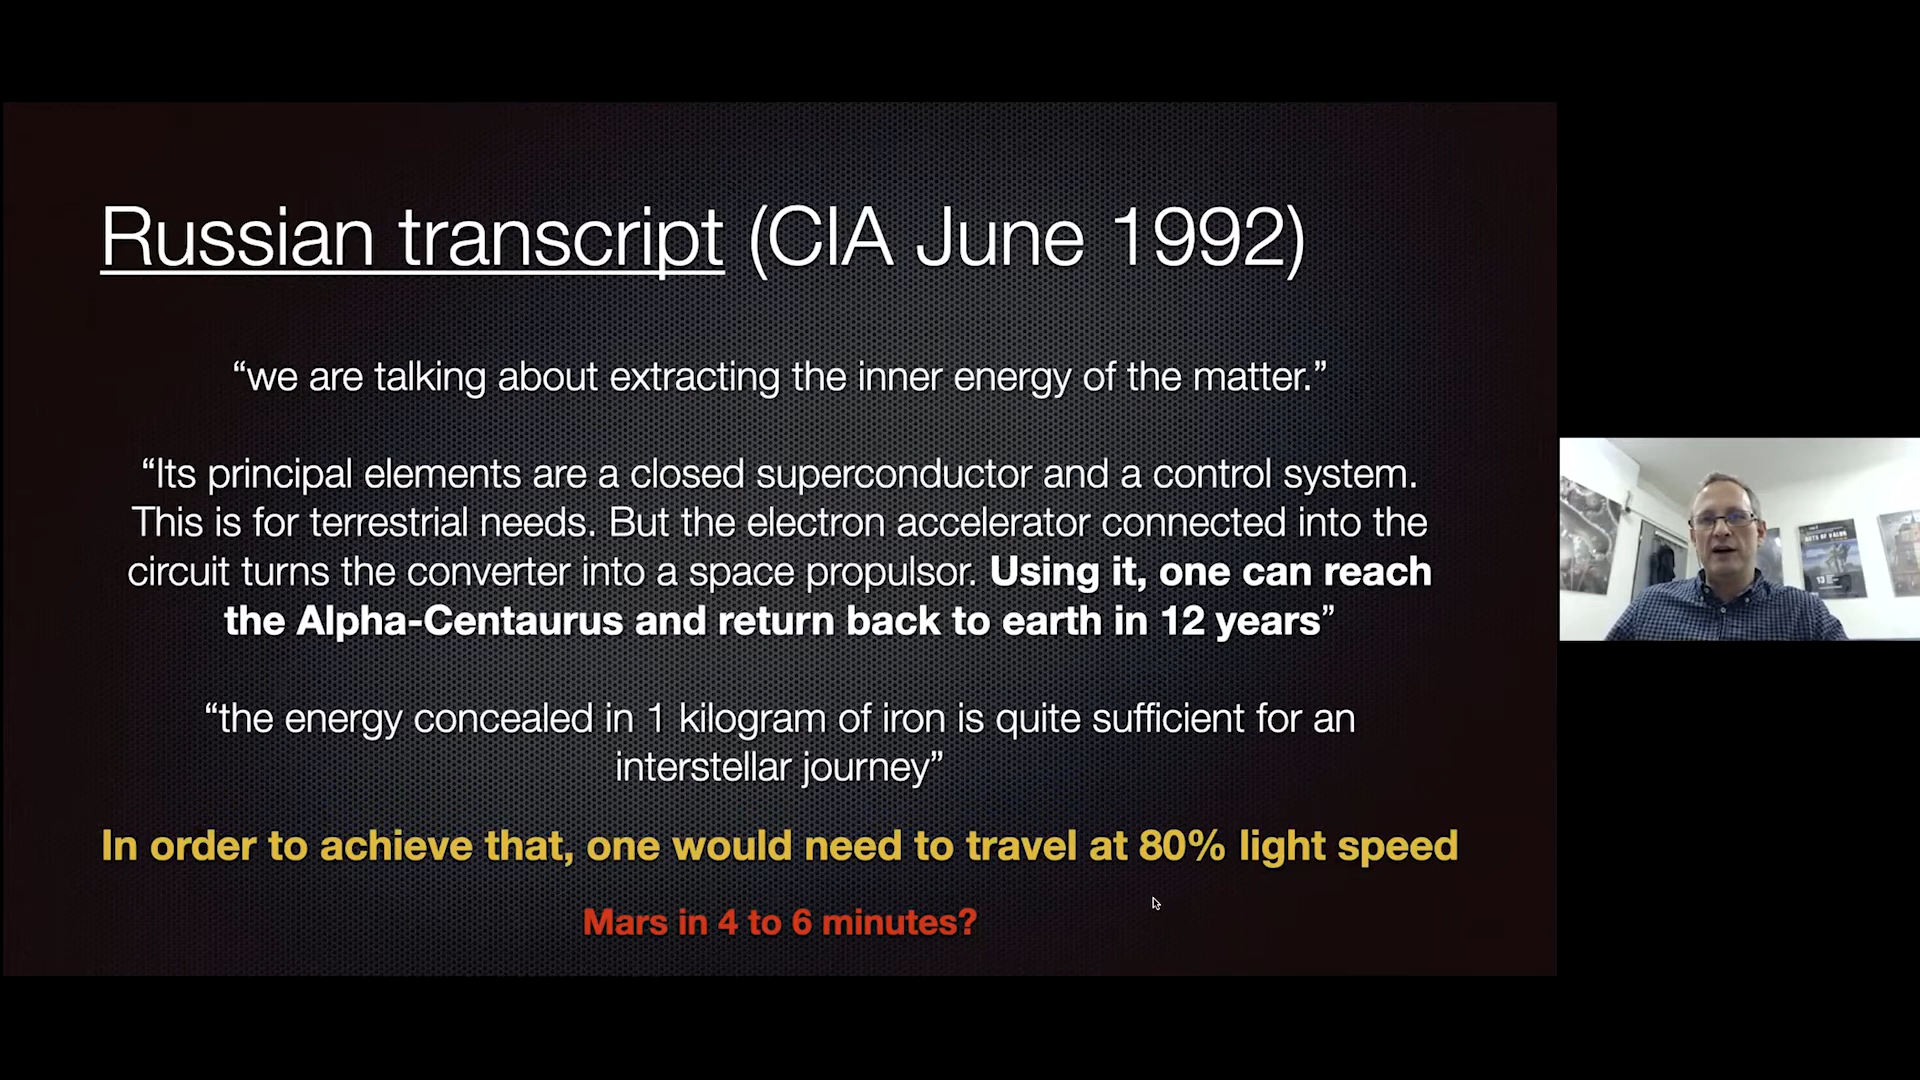 Russian transcript (CIA June 1992)
“we are talking about extracting the inner energy of the matter.”
“Its principal elements are a closed superconductor and a control system.
This is for terrestrial needs. But the electron accelerator connected into the
circuit turns the converter into a space propulsor. Using it, one can reach
the Alpha-Centaurus and return back to earth in 12 years”
“the energy concealed in 1 kilogram of iron is quite sufficient for an
interstellar journey”
In order to achieve that, one would need to travel at 80% light speed
Mars in 4 to 6 minutes?
ACTS OF VALOR
13